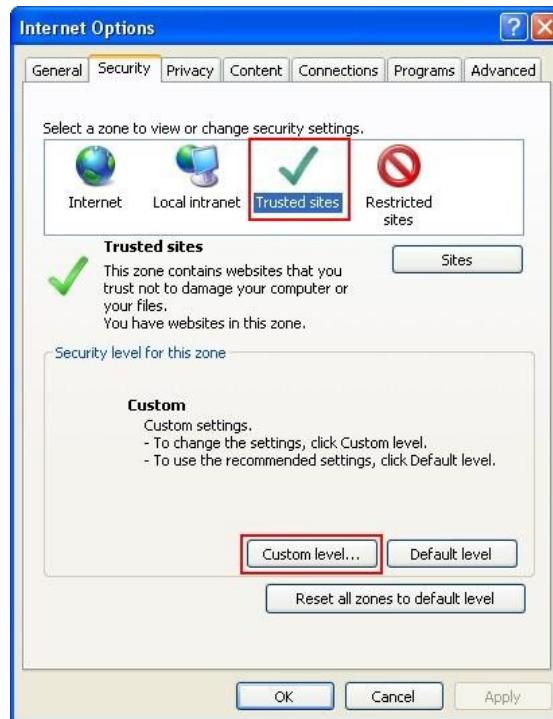 Internet Options
General Security Privacy Content Connections Programs Advanced
Select a zone to view or change security settings.
Internet Local intranet Trusted sites Restricted sites
Trusted sites
Sites
This zone contains websites that you
trust not to damage your computer or
your files.
You have websites in this zone.
Security level for this zone
Custom
Custom settings.
- To change the settings, click Custom level.
- To use the recommended settings, click Default level.
Custom level... Default level
Reset all zones to default level
OK Cancel Apply